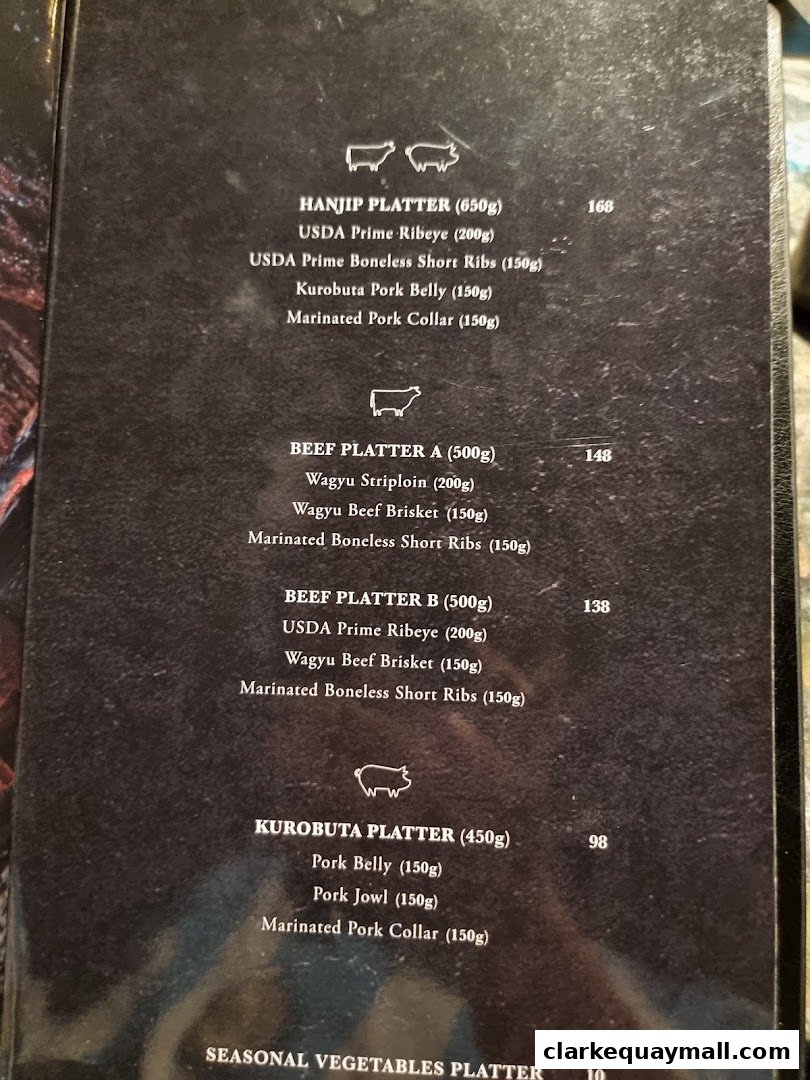 HANJIP PLATTER (650g) 168
USDA Prime Ribeye (200g)
USDA Prime Boneless Short Ribs (150g)
Kurobuta Pork Belly (150g)
Marinated Pork Collar (150g)
BEEF PLATTER A (500g) 148
Wagyu Striploin (200g)
Wagyu Beef Brisket (150g)
Marinated Boneless Short Ribs (150g)
BEEF PLATTER B (500g) 138
USDA Prime Ribeye (200g)
Wagyu Beef Brisket (150g)
Marinated Boneless Short Ribs (150g)
KUROBUTA PLATTER (450g) 98
Pork Belly (150g)
Pork Jowl (150g)
Marinated Pork Collar (150g)
SEASONAL VEGETABLES PLATTER 10
clarkequaymall.com